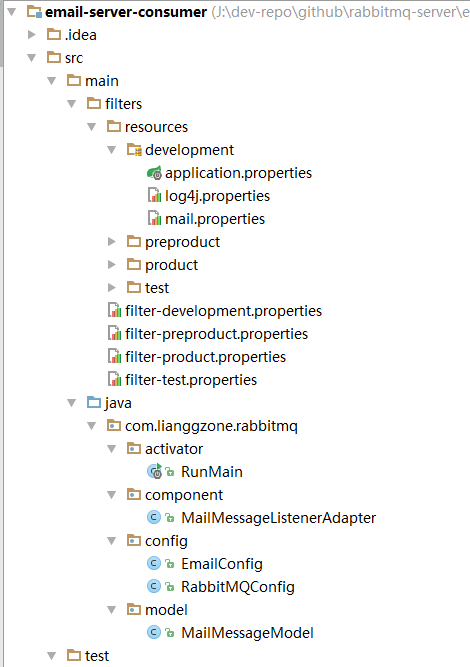 email-server-consumer (J:\dev-repo\github\rabbitmq-server\e
.idea
src
main
filters
resources
development
application.properties
log4j.properties
mail.properties
preproduct
product
test
filter-development.properties
filter-preproduct.properties
filter-product.properties
filter-test.properties
java
com.lianggzone.rabbitmq
activator
RunMain
component
MailMessageListenerAdapter
config
EmailConfig
RabbitMQConfig
model
MailMessageModel
test